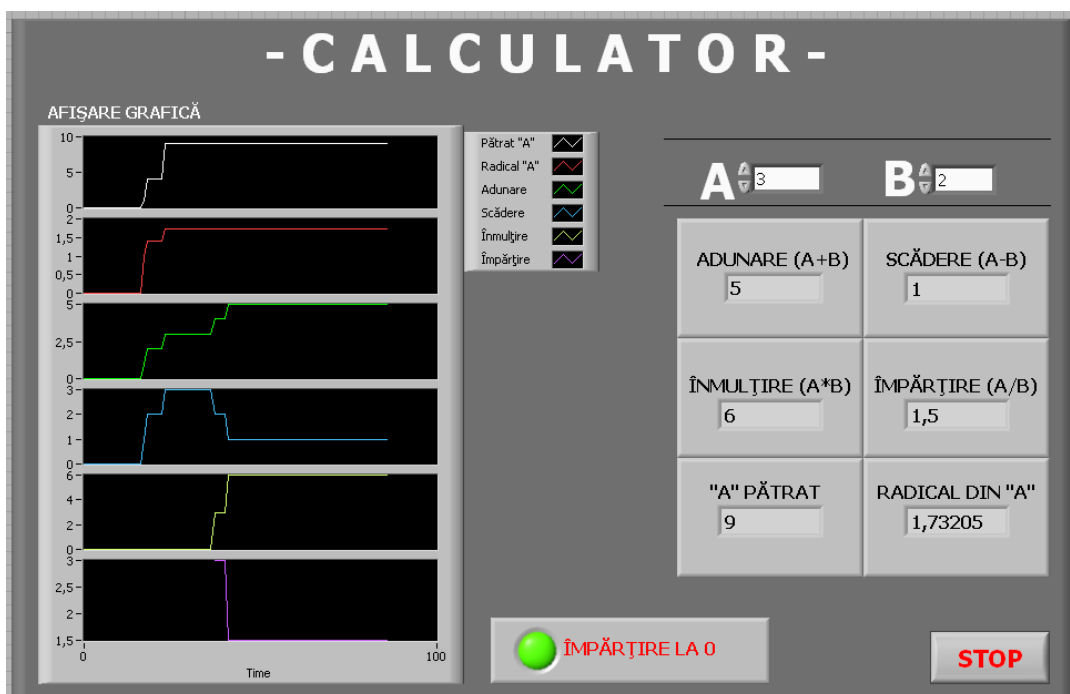 - C A L C U L A T O R -
AFIŞARE GRAFICĂ
10
5
0
2
1,5
1
0,5
0
5
2,5
0
3
2
1
0
6
4
2
0
3
2,5
2
1,5
0
100
Time
Pătrat "A"
Radical "A"
Adunare
Scădere
Înmulţire
Împărţire
A 3
B 2
ADUNARE (A+B)
5
SCĂDERE (A-B)
1
ÎNMULŢIRE (A*B)
6
ÎMPĂRŢIRE (A/B)
1,5
"A" PĂTRAT
9
RADICAL DIN "A"
1,73205
ÎMPĂRŢIRE LA 0
STOP